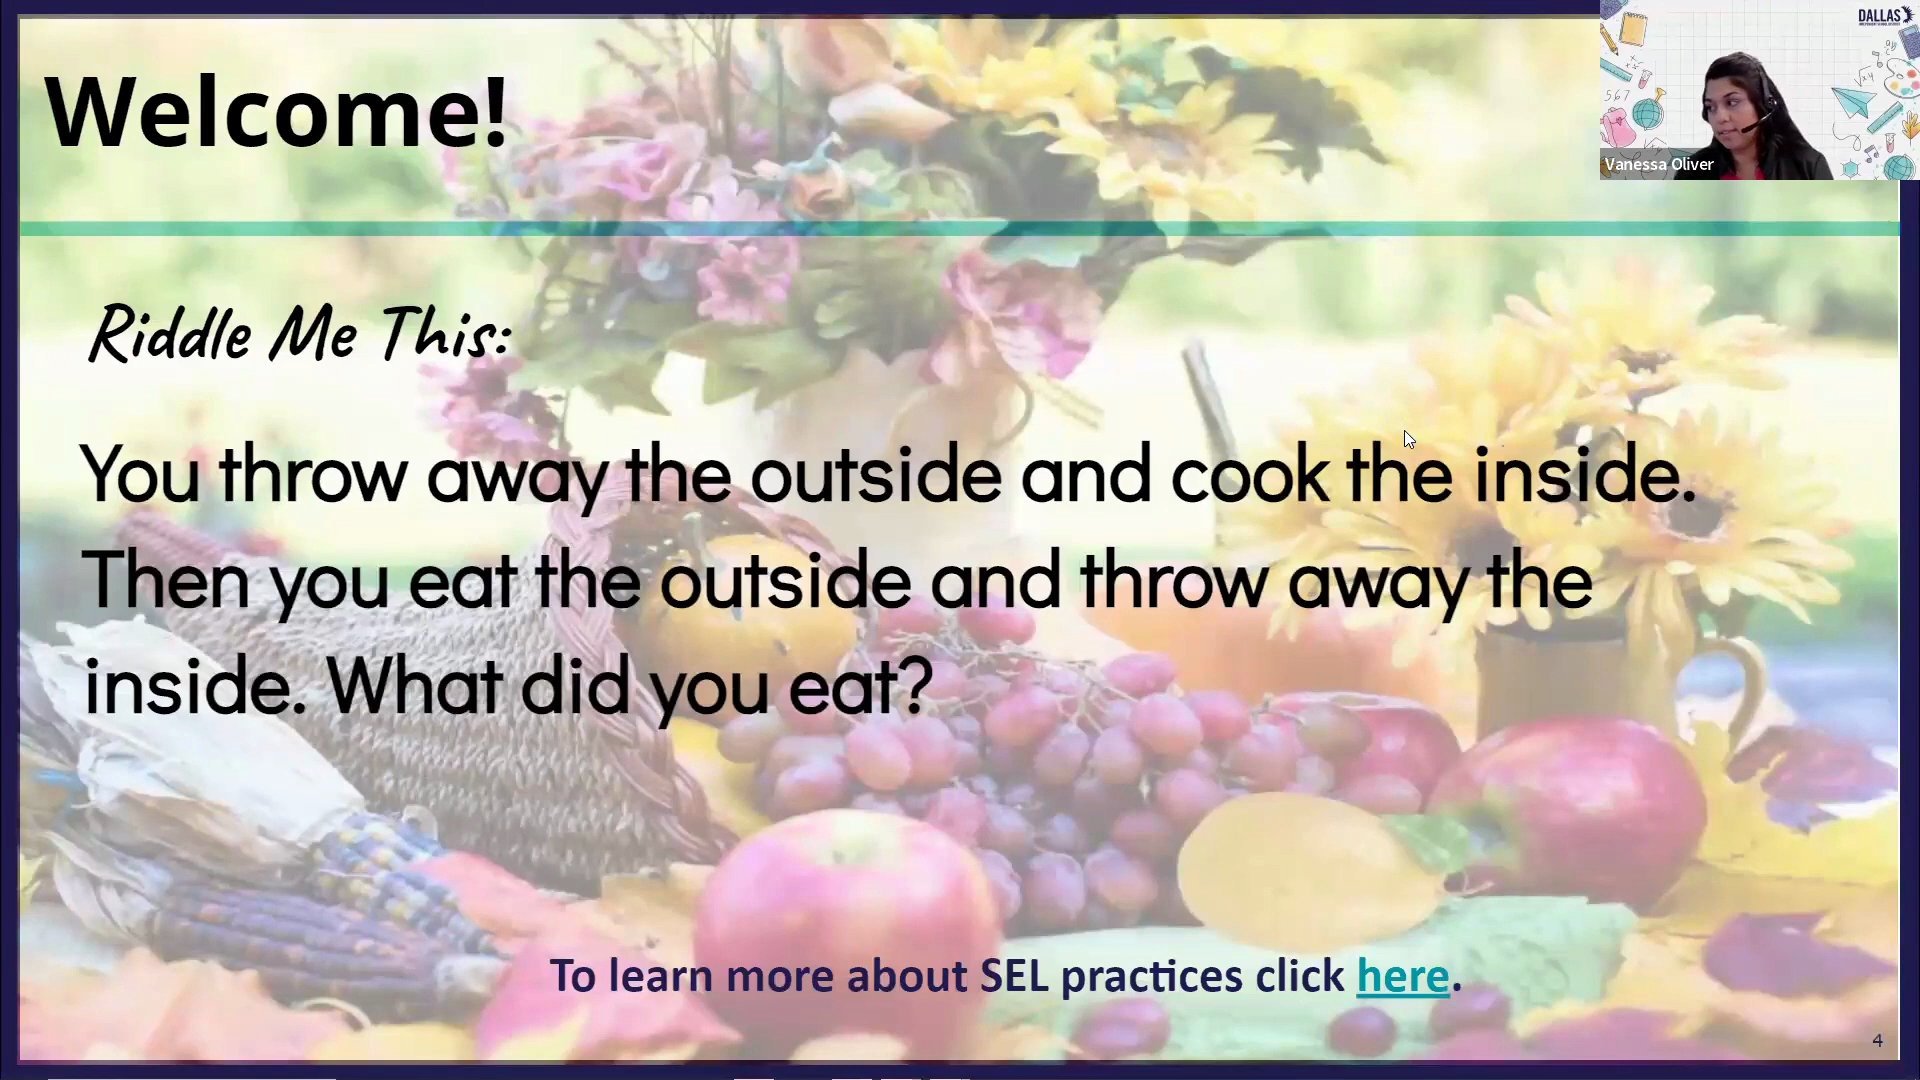 Welcome!
DALLAS
Vanessa Oliver
Riddle Me This:
You throw away the outside and cook the inside.
Then you eat the outside and throw away the
inside. What did you eat?
To learn more about SEL practices click here.
4